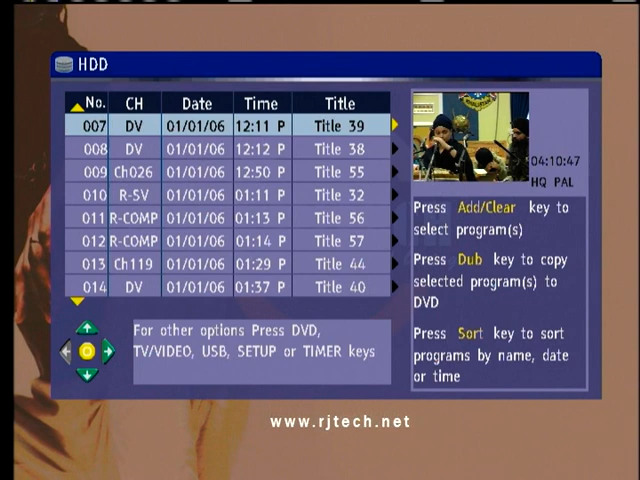 HDD
No. CH Date Time Title
007 DV 01/01/06 12:11 P Title 39
008 DV 01/01/06 12:12 P Title 38
009 Ch026 01/01/06 12:50 P Title 55
010 R-SV 01/01/06 01:11 P Title 32
011 R-COMP 01/01/06 01:13 P Title 56
012 R-COMP 01/01/06 01:14 P Title 57
013 Ch119 01/01/06 01:29 P Title 44
014 DV 01/01/06 01:37 P Title 40
04:10:47
HQ PAL
Press Add/Clear key to
select program(s)
Press Dub key to copy
selected program(s) to
DVD
Press Sort key to sort
programs by name, date
or time
For other options Press DVD,
TV/VIDEO, USB, SETUP or TIMER keys
www.rjtech.net